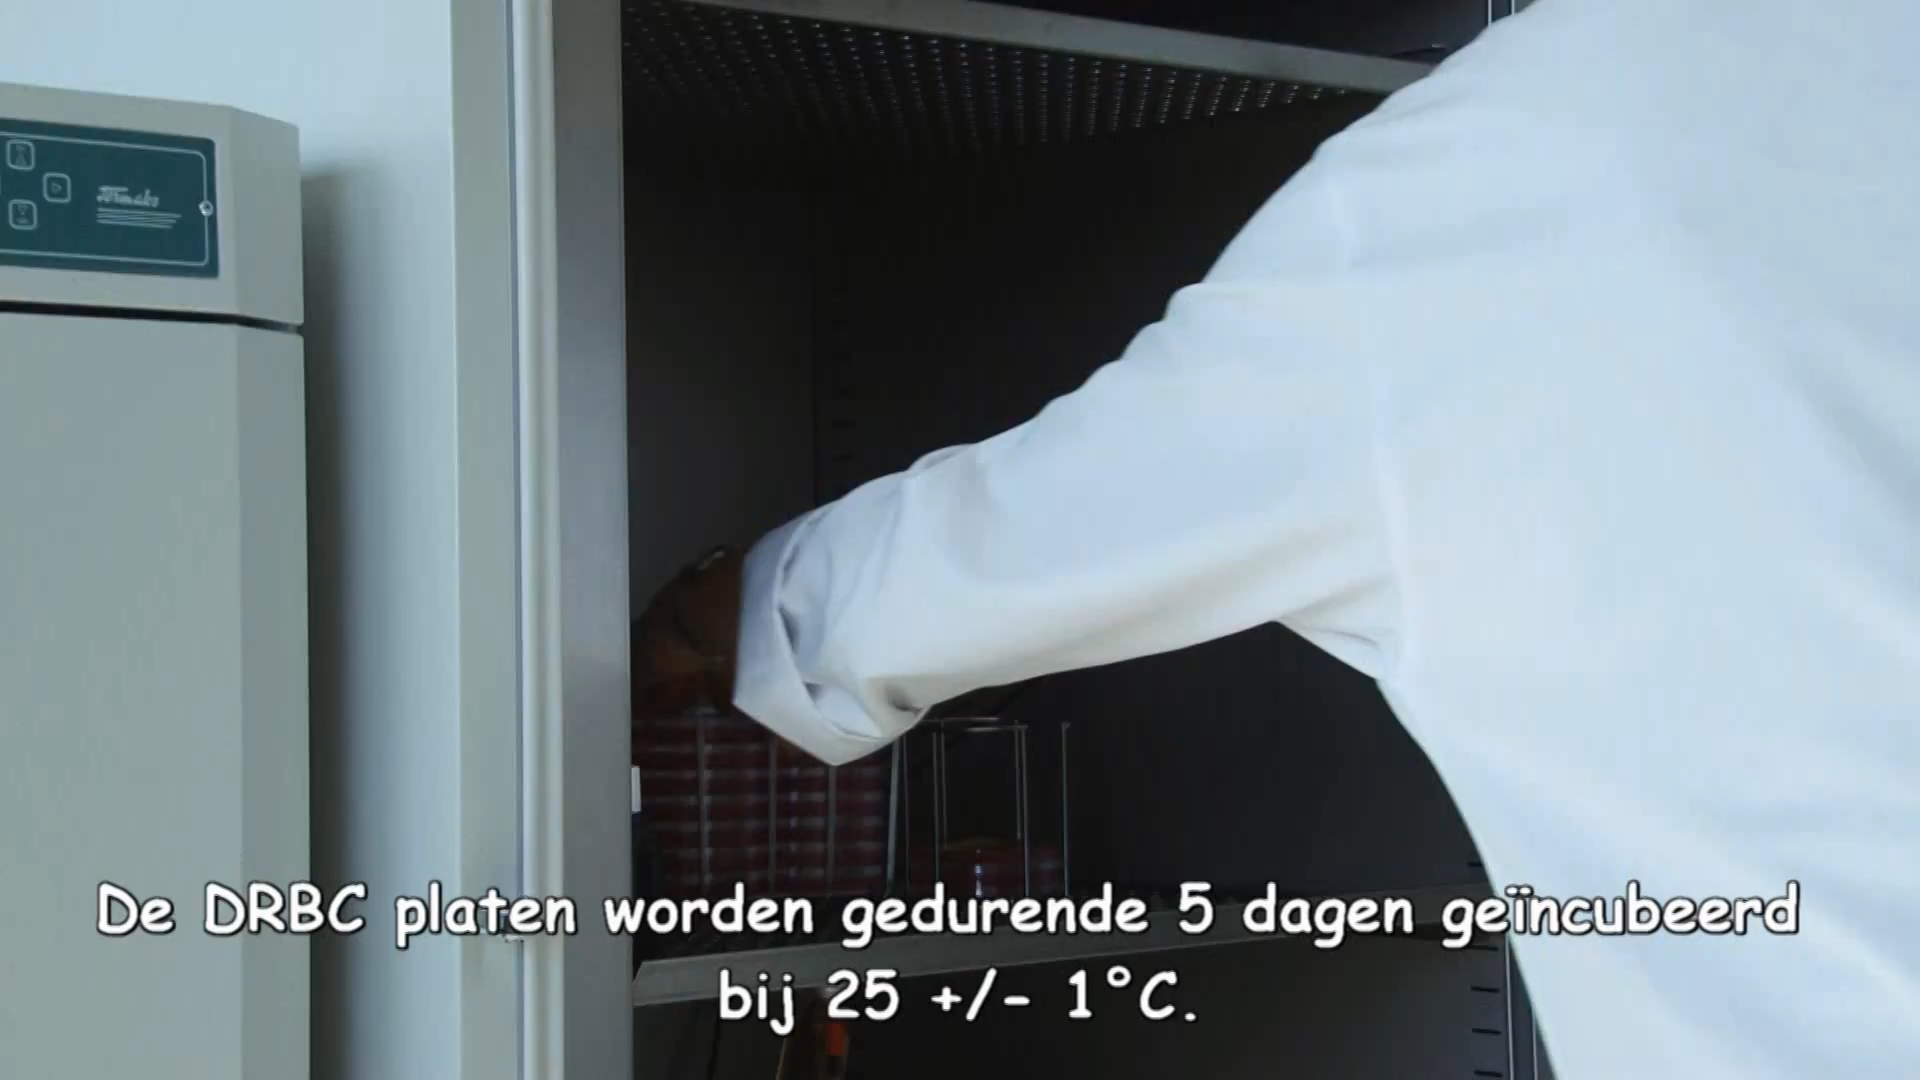 De DRBC platen worden gedurende 5 dagen geïncubeerd
bij 25 +/- 1°C.